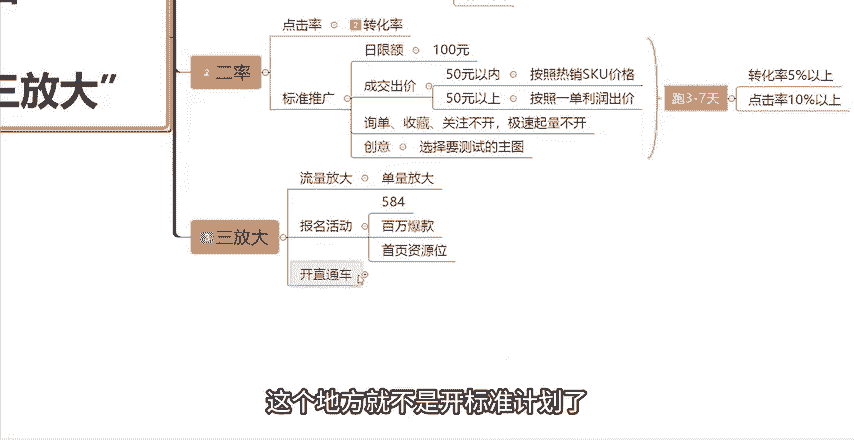 三放大”
2 二率
点击率 2 转化率
标准推广
日限额 100元
成交出价
50元以内 按照热销SKU价格
50元以上 按照一单利润出价
询单、收藏、关注不开，极速起量不开
创意 选择要测试的主图
跑3-7天
转化率5%以上
点击率10%以上
三放大
流量放大 单量放大
报名活动
584
百万爆款
首页资源位
开直通车
这个地方就不是开标准计划了